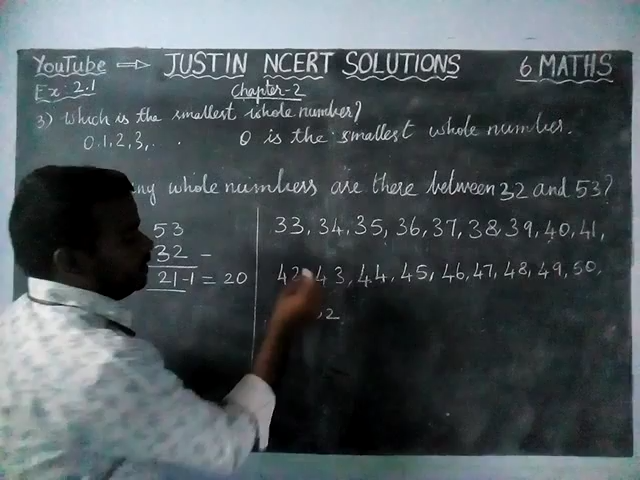 YouTube ⇒ JUSTIN NCERT SOLUTIONS 6 MATHS
Ex: 2.1 Chapter-2
3) Which is the smallest whole number?
0,1,2,3,... 0 is the smallest whole number.
whole numbers are there between 32 and 53?
53
32 -
21-1 = 20
33, 34, 35, 36, 37, 38, 39, 40, 41,
42, 43, 44, 45, 46, 47, 48, 49, 50,